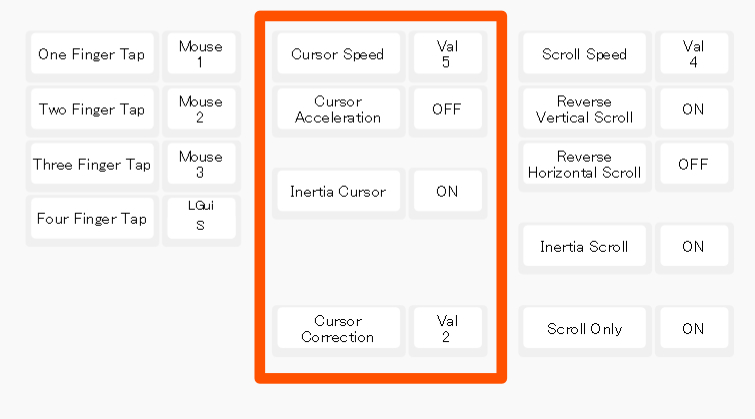 One Finger Tap
Mouse
1
Two Finger Tap
Mouse
2
Three Finger Tap
Mouse
3
Four Finger Tap
LGui
S
Cursor Speed
Val
5
Cursor
Acceleration
OFF
Inertia Cursor
ON
Cursor
Correction
Val
2
Scroll Speed
Val
4
Reverse
Vertical Scroll
ON
Reverse
Horizontal Scroll
OFF
Inertia Scroll
ON
Scroll Only
ON